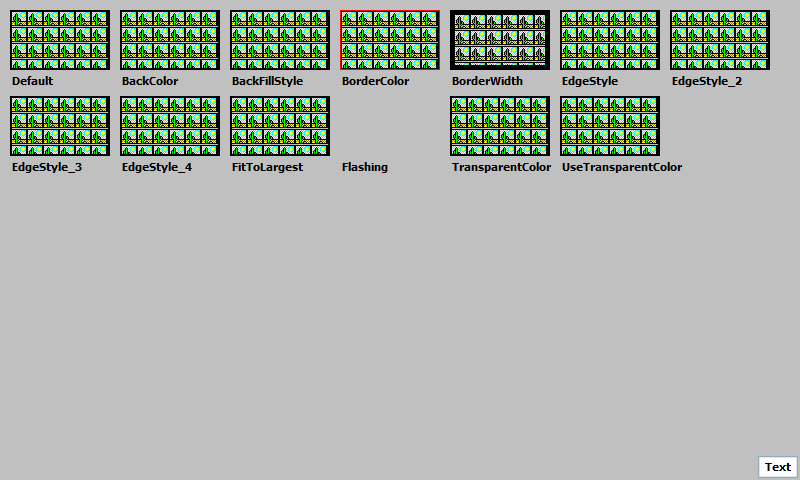 Default BackColor BackFillStyle BorderColor BorderWidth EdgeStyle EdgeStyle_2
EdgeStyle_3 EdgeStyle_4 FitToLargest Flashing TransparentColor UseTransparentColor
Text